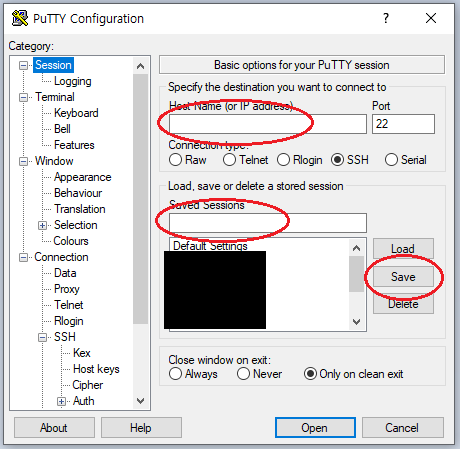 PuTTY Configuration
?
Category:
Session
Logging
Terminal
Keyboard
Bell
Features
Window
Appearance
Behaviour
Translation
Selection
Colours
Connection
Data
Proxy
Telnet
Rlogin
SSH
Kex
Host keys
Cipher
Auth
Basic options for your PuTTY session
Specify the destination you want to connect to
Host Name (or IP address) Port
22
Connection type:
Raw Telnet Rlogin SSH Serial
Load, save or delete a stored session
Saved Sessions
Default Settings
Load
Save
Delete
Close window on exit:
Always Never Only on clean exit
About Help Open Cancel